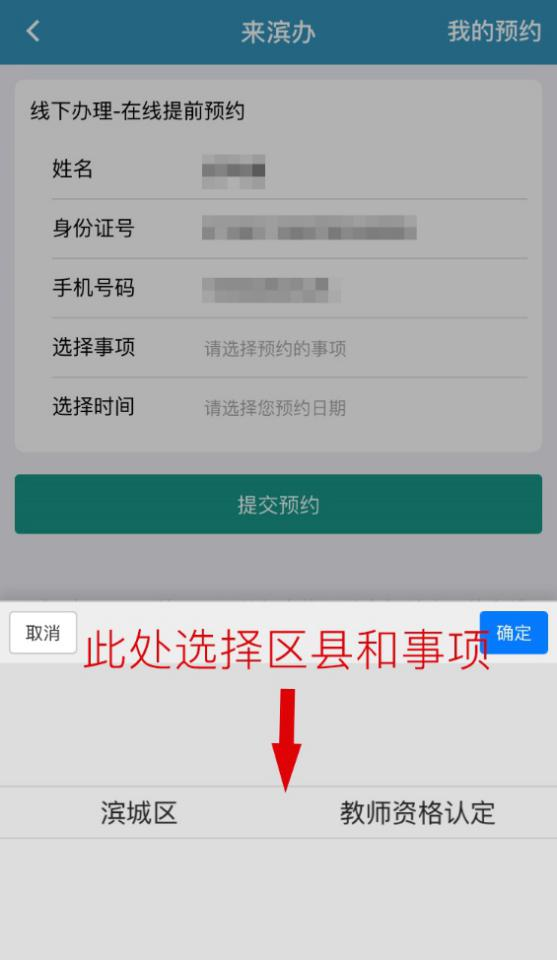 来滨办 我的预约
线下办理-在线提前预约
姓名
身份证号
手机号码
选择事项 请选择预约的事项
选择时间 请选择您预约日期
提交预约
取消 此处选择区县和事项 确定
滨城区 教师资格认定